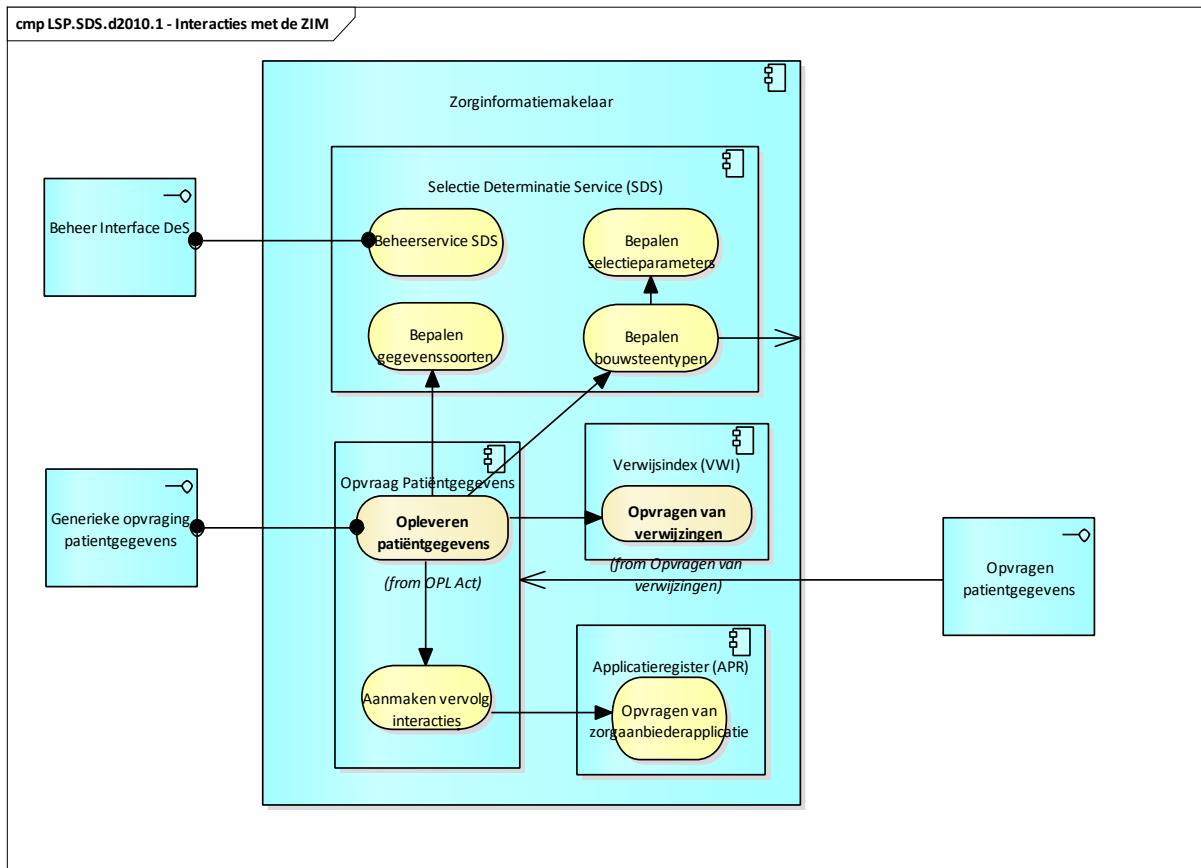 cmp LSP.SDS.d2010.1 - Interacties met de ZIM
Zorginformatiemakelaar
Selectie Determinatie Service (SDS)
Beheer Interface DeS
Beheerservice SDS
Bepalen
selectieparameters
Bepalen
gegevenssoorten
Bepalen
bouwsteentypen
Opvraag Patiëntgegevens
Verwijsindex (VWI)
Generieke opvraging
patientgegevens
Opleveren
patiëntgegevens
(from OPL Act)
Opvragen van
verwijzingen
(from Opvragen van
verwijzingen)
Opvragen
patientgegevens
Applicatieregister (APR)
Aanmaken vervolg
interacties
Opvragen van
zorgaanbiederapplicatie